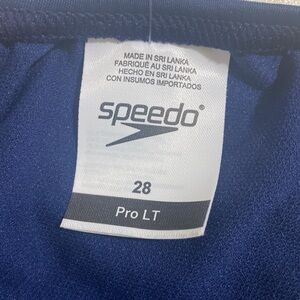 MADE IN SRI LANKA
FABRIQUÉ AU SRI LANKA
HECHO EN SRI LANKA
CON INSUMOS IMPORTADOS
speedo®
28
Pro LT